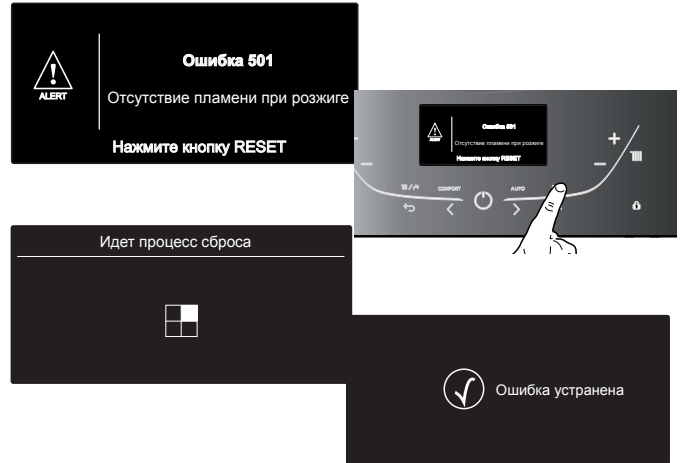 Ошибка 501
ALERT
Отсутствие пламени при розжиге
Нажмите кнопку RESET
Ошибка 501
ALERT
Отсутствие пламени при розжиге
Нажмите кнопку RESET
COMFORT
AUTO
Идет процесс сброса
Ошибка устранена